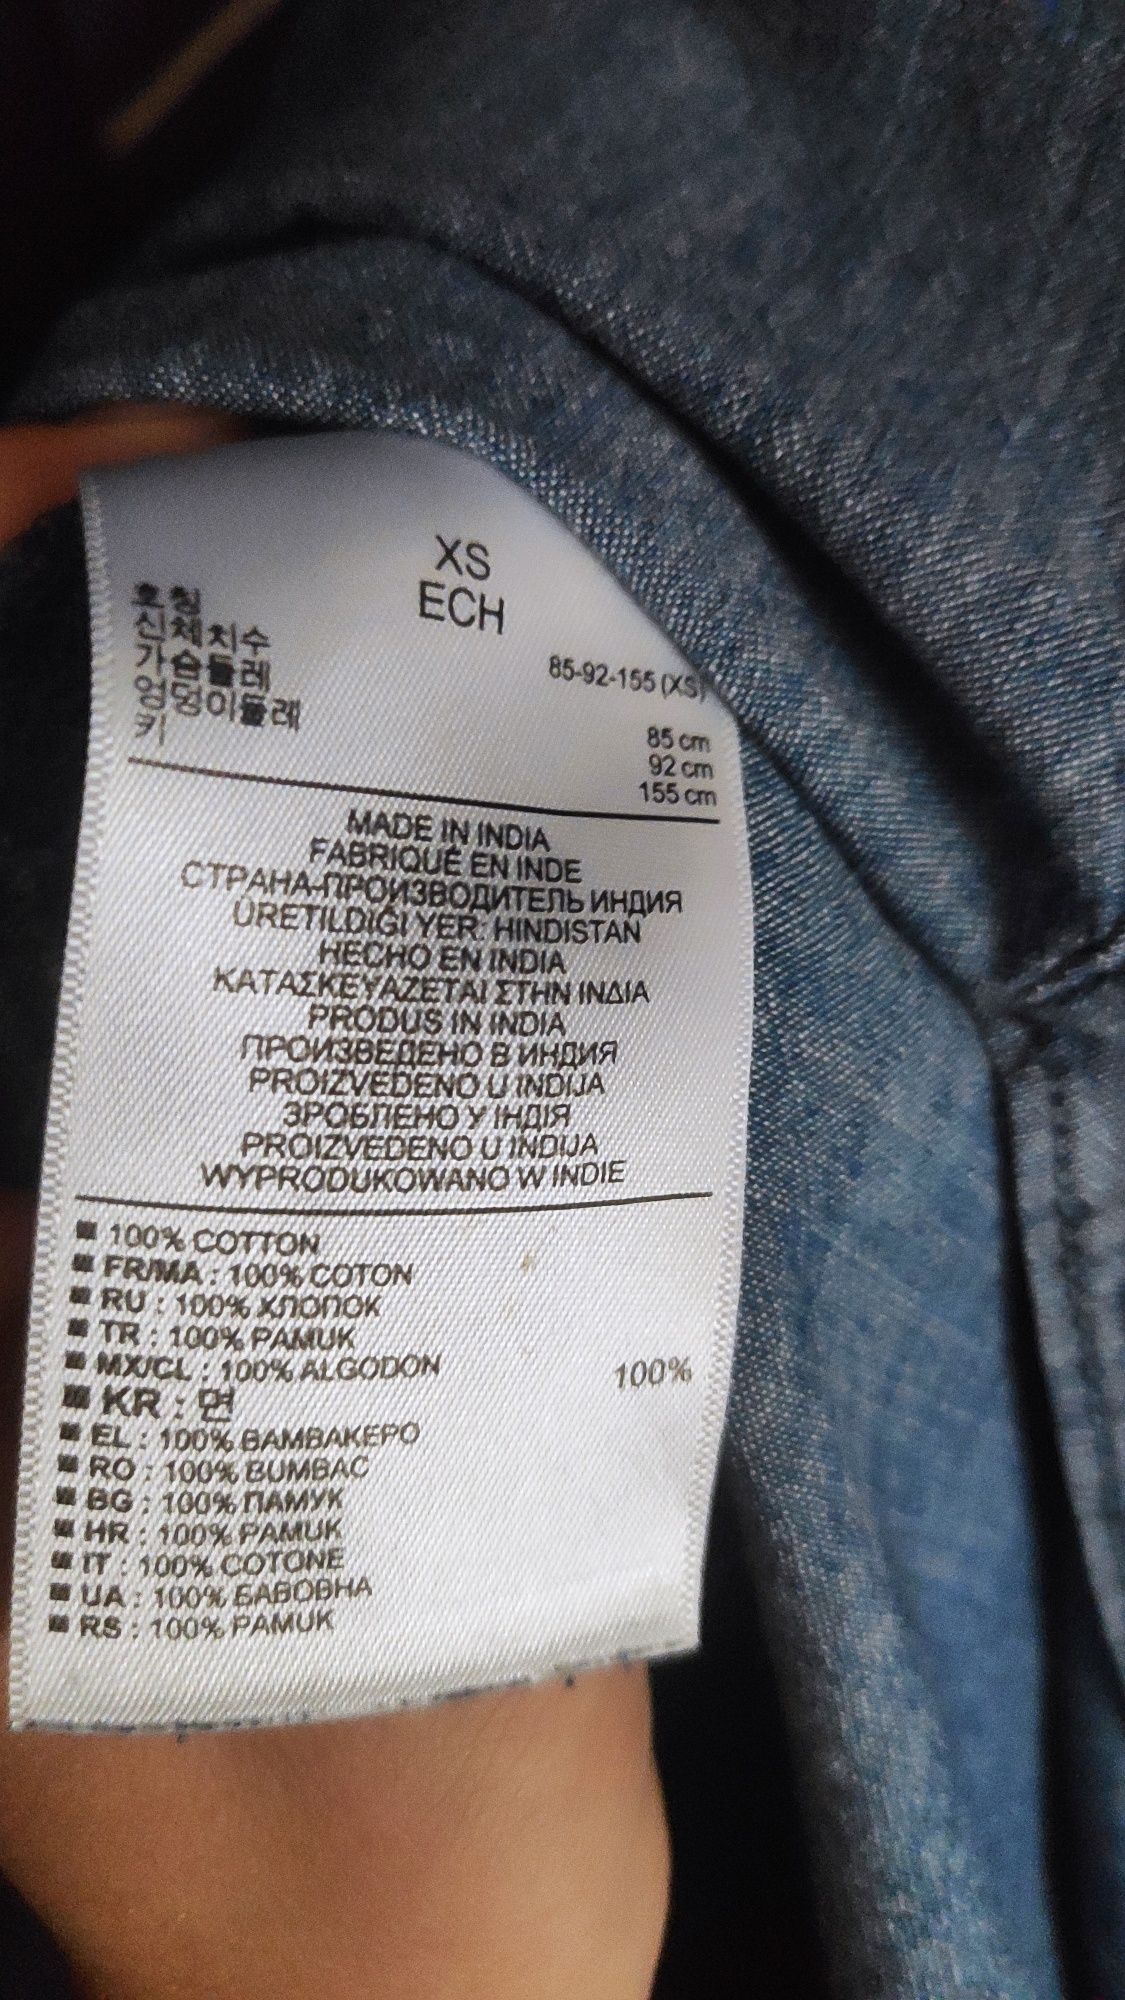 XS
ECH
호칭 85-92-155 (XS)
신체치수
가슴둘레 85 cm
엉덩이둘레 92 cm
키 155 cm
MADE IN INDIA
FABRIQUÉ EN INDE
СТРАНА-ПРОИЗВОДИТЕЛЬ ИНДИЯ
ÜRETILDIĞI YER: HINDISTAN
HECHO EN INDIA
ΚΑΤΑΣΚΕΥΑΖΕΤΑΙ ΣΤΗΝ ΙΝΔΙΑ
PRODUS IN INDIA
ПРОИЗВЕДЕНО В ИНДИЯ
PROIZVEDENO U INDIJA
ЗРОБЛЕНО У ІНДІЯ
PROIZVEDENO U INDIJA
WYPRODUKOWANO W INDIE
■ 100% COTTON
■ FR/MA : 100% COTON
■ RU : 100% ХЛОПОК
■ TR : 100% PAMUK
■ MX/CL : 100% ALGODON
■ KR : 면 100%
■ EL : 100% ΒΑΜΒΑΚΕΡΟ
■ RO : 100% BUMBAC
■ BG : 100% ПАМУК
■ HR : 100% PAMUK
■ IT : 100% COTONE
■ UA : 100% БАВОВНА
■ RS : 100% PAMUK